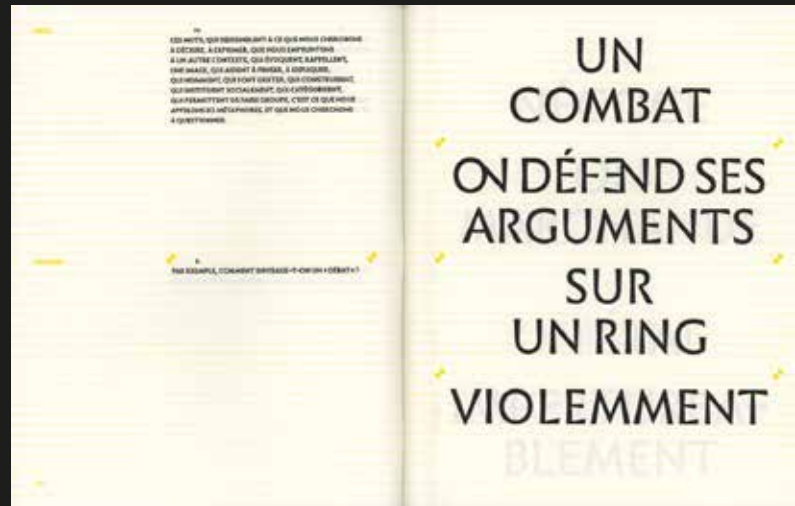 CES MOTS, QUI RESSEMBLENT À CE QUE NOUS CHERCHONS
À DÉCRIRE, À EXPRIMER, QUE NOUS EMPRUNTONS
À UN AUTRE CONTEXTE, QUI ÉVOQUENT, RAPPELLENT,
UNE IMAGE, QUI AIDENT À PENSER, À EXPLIQUER,
QUI NOMMENT, QUI FONT EXISTER, QUI CONSTRUISENT,
QUI INSTITUENT SOCIALEMENT, QUI CATÉGORISENT,
QUI PERMETTENT DE FAIRE GROUPE, C'EST CE QUE NOUS
APPELONS ICI MÉTAPHORES, ET QUE NOUS CHERCHONS
À QUESTIONNER.
PAR EXEMPLE, COMMENT ENVISAGE-T-ON UN « DÉBAT » ?
UN
COMBAT
ON DÉFEND SES
ARGUMENTS
SUR
UN RING
VIOLEMMENT
BLEMENT